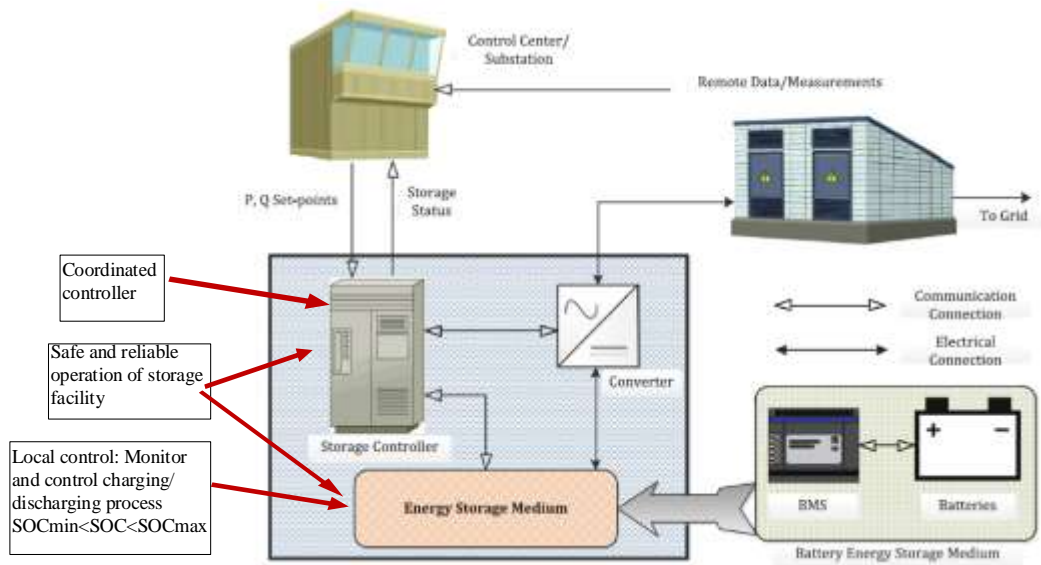 Control Center/
Substation
Remote Data/Measurements
P, Q Set-points
Storage
Status
To Grid
Coordinated
controller
Communication
Connection
Safe and reliable
operation of storage
facility
Electrical
Connection
Converter
Storage Controller
Local control: Monitor
and control charging/
discharging process
SOCmin<SOC<SOCmax
Energy Storage Medium
+ −
BMS
Batteries
Battery Energy Storage Medium